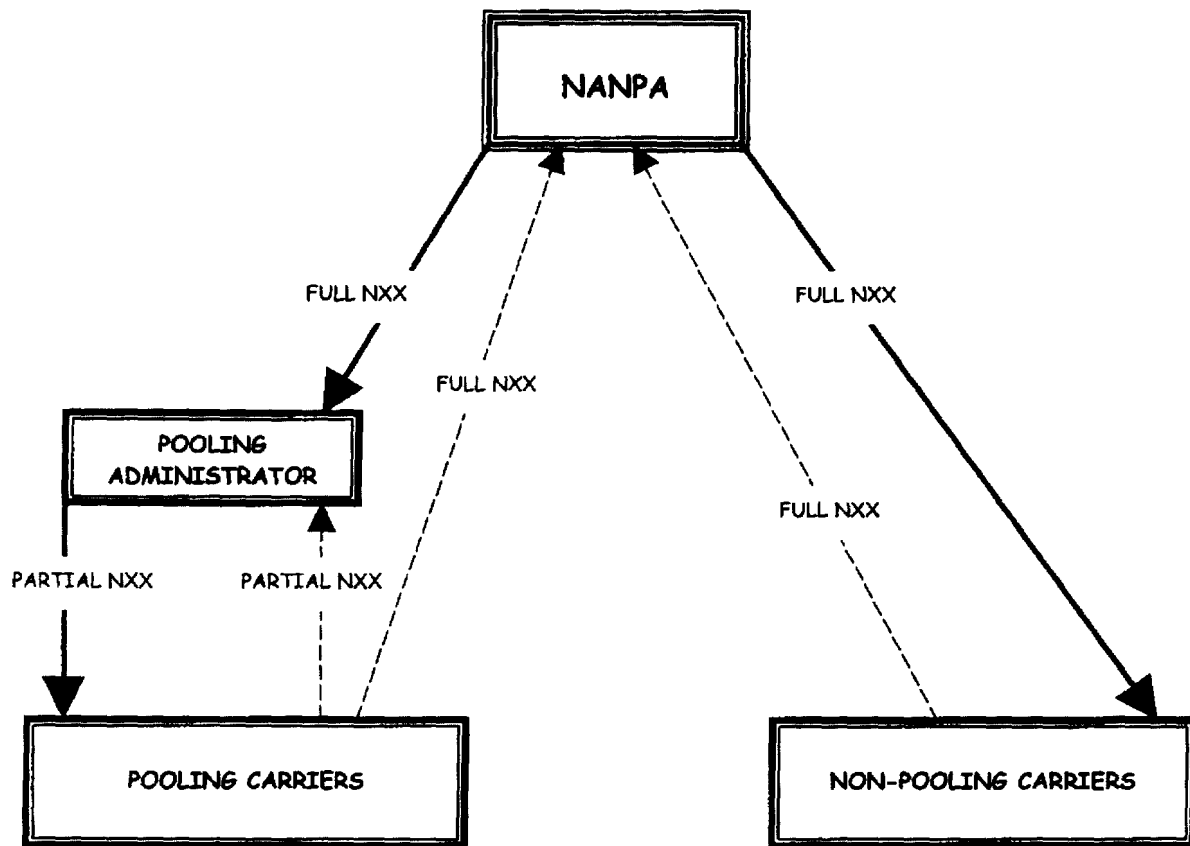 NANPA
FULL NXX
FULL NXX
FULL NXX
POOLING
ADMINISTRATOR
FULL NXX
PARTIAL NXX
PARTIAL NXX
POOLING CARRIERS
NON-POOLING CARRIERS